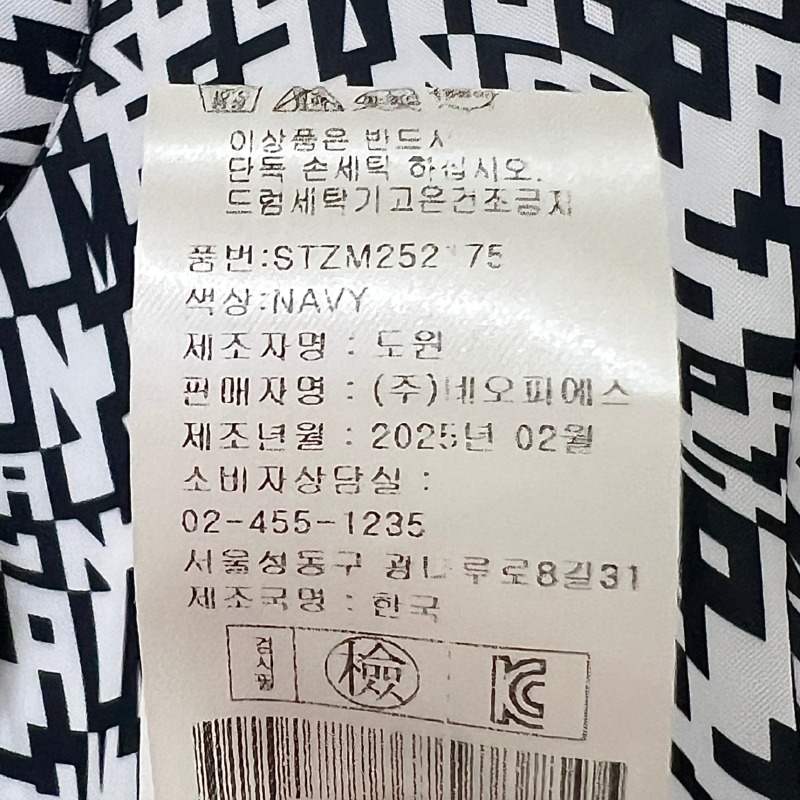 이상품은 반드시
단독 손세탁 하십시오.
드럼세탁기고온건조금지
품번:STZM252 75
색상:NAVY
제조자명 : 도원
판매자명 : (주)네오피에스
제조년월 : 2025년 02월
소비자상담실 :
02-455-1235
서울성동구 광나루로8길31
제조국명 : 한국
檢
KC